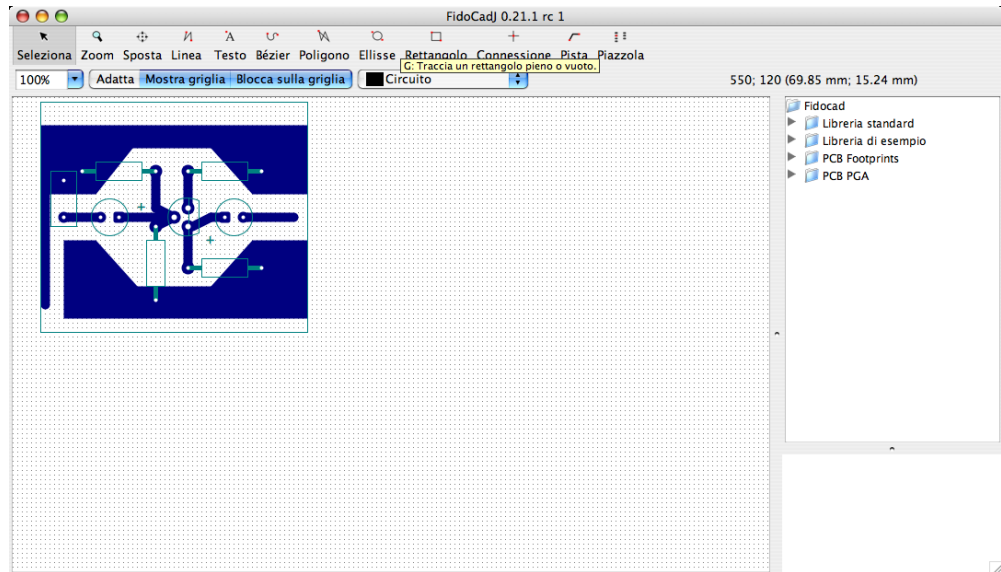 FidoCadJ 0.21.1 rc 1
Seleziona Zoom Sposta Linea Testo Bézier Poligono Ellisse Rettangolo Connessione Pista Piazzola
G: Traccia un rettangolo pieno o vuoto.
100% Adatta Mostra griglia Blocca sulla griglia Circuito 550; 120 (69.85 mm; 15.24 mm)
Fidocad
Libreria standard
Libreria di esempio
PCB Footprints
PCB PGA